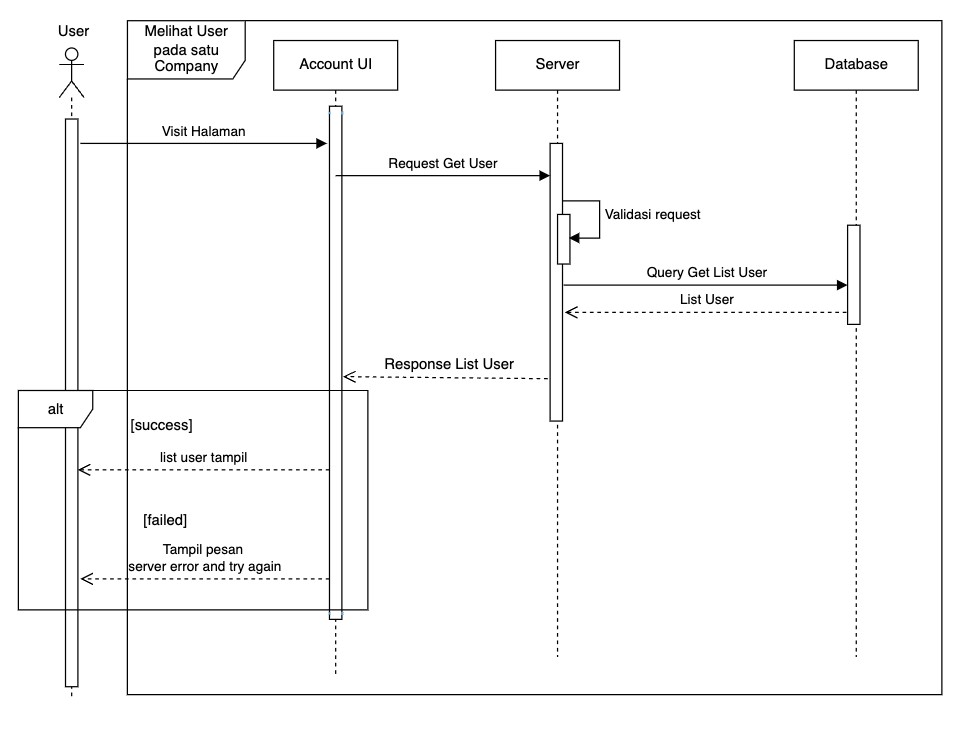 User
Melihat User
pada satu
Company
Account UI
Server
Database
Visit Halaman
Request Get User
Validasi request
Query Get List User
List User
Response List User
alt
[success]
list user tampil
[failed]
Tampil pesan
server error and try again